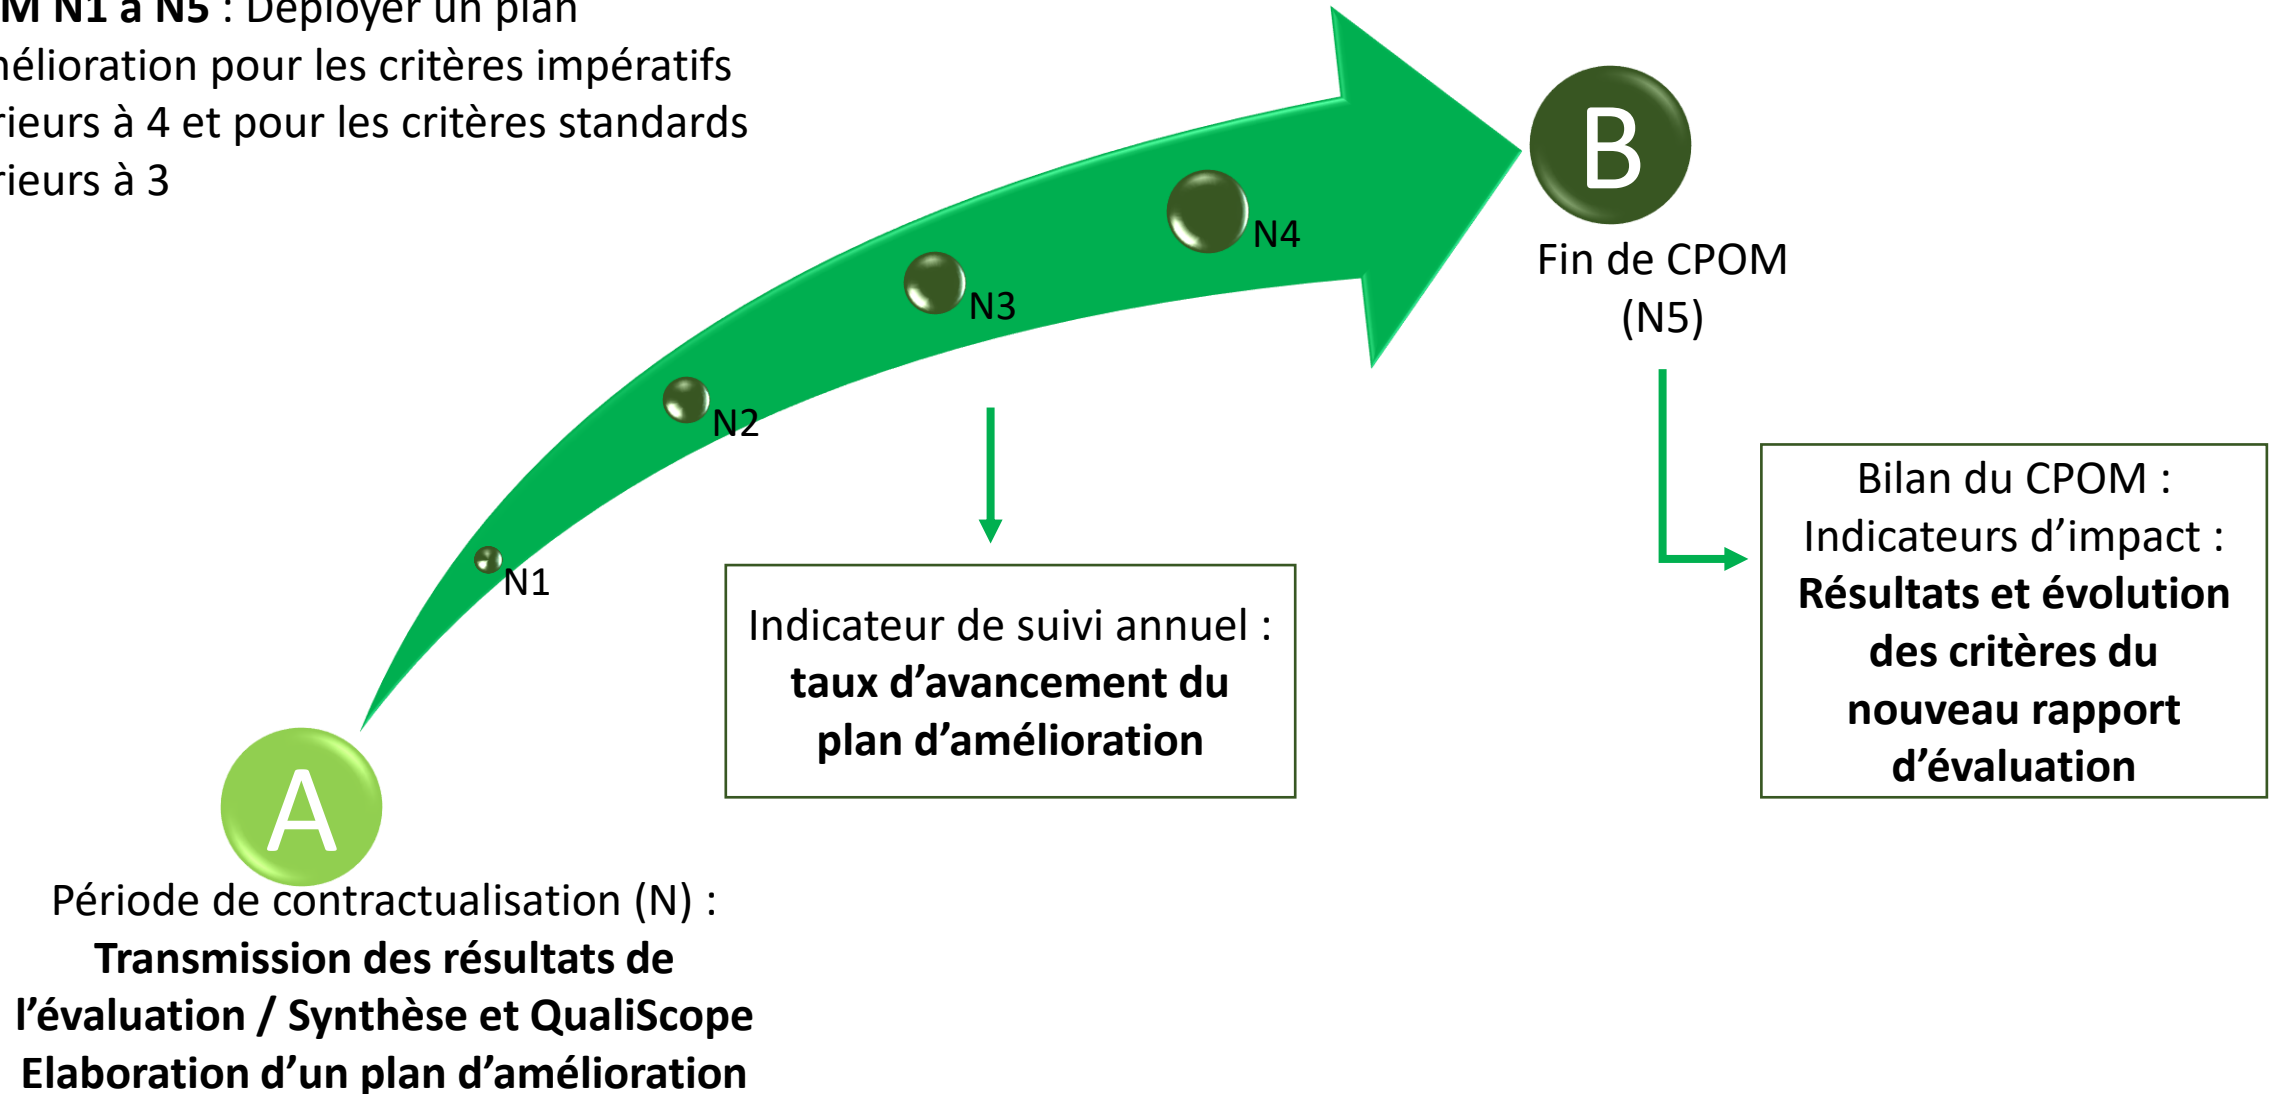 M N1 à N5 : Déployer un plan
élioration pour les critères impératifs
rieurs à 4 et pour les critères standards
rieurs à 3
B
N4
Fin de CPOM
(N5)
N3
N2
N1
Bilan du CPOM :
Indicateurs d’impact :
Résultats et évolution
des critères du
nouveau rapport
d’évaluation
Indicateur de suivi annuel :
taux d’avancement du
plan d’amélioration
A
Période de contractualisation (N) :
Transmission des résultats de
l’évaluation / Synthèse et QualiScope
Elaboration d’un plan d’amélioration